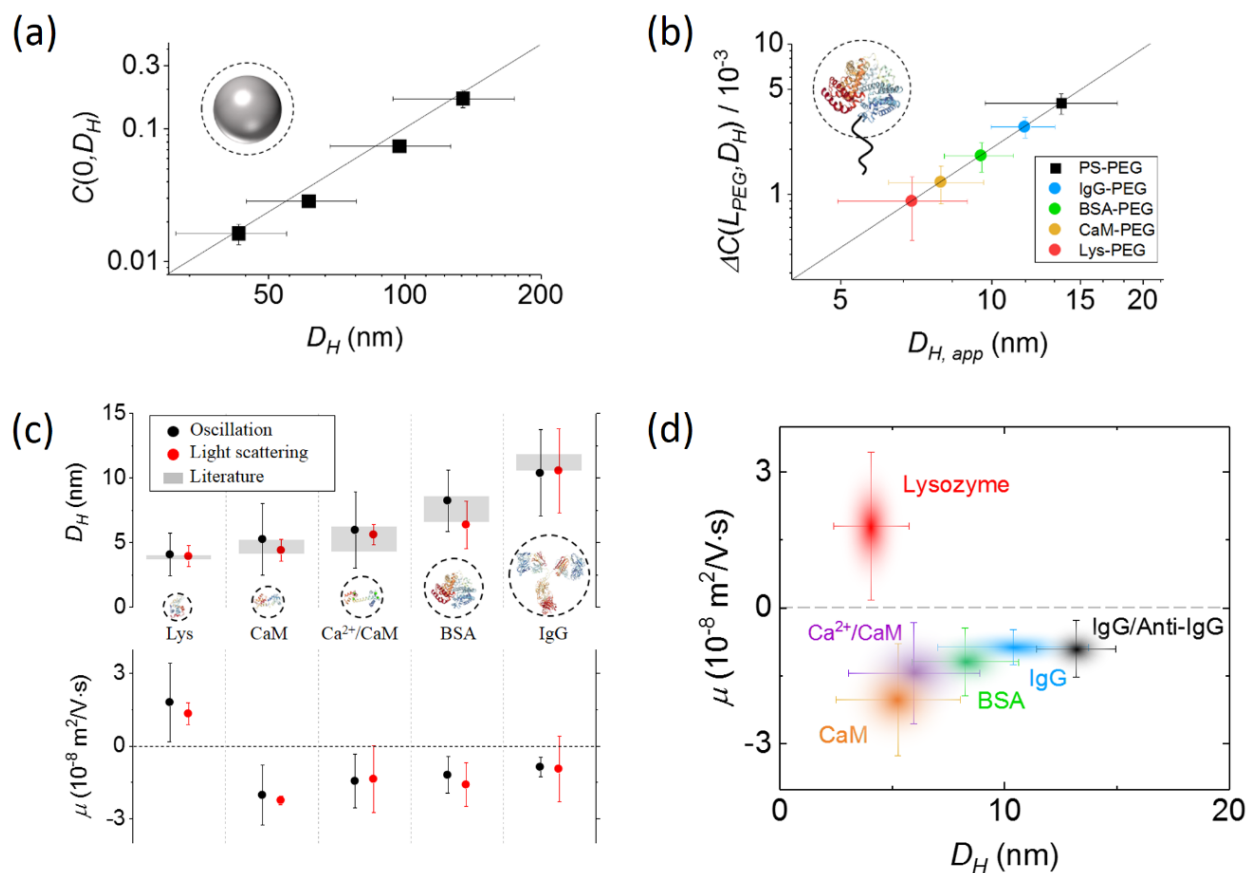 (a)
C(0,D_H)
0.3
0.1
0.01
50
100
200
D_H (nm)
(b)
ΔC(L_PEG,D_H) / 10⁻³
10
1
PS-PEG
IgG-PEG
BSA-PEG
CaM-PEG
Lys-PEG
5
10
15
20
D_H, app (nm)
(c)
D_H (nm)
15
10
5
0
Oscillation
Light scattering
Literature
Lys
CaM
Ca²⁺/CaM
BSA
IgG
μ (10⁻⁸ m²/V·s)
3
0
-3
(d)
μ (10⁻⁸ m²/V·s)
3
0
-3
Lysozyme
Ca²⁺/CaM
IgG/Anti-IgG
IgG
BSA
CaM
0
10
20
D_H (nm)